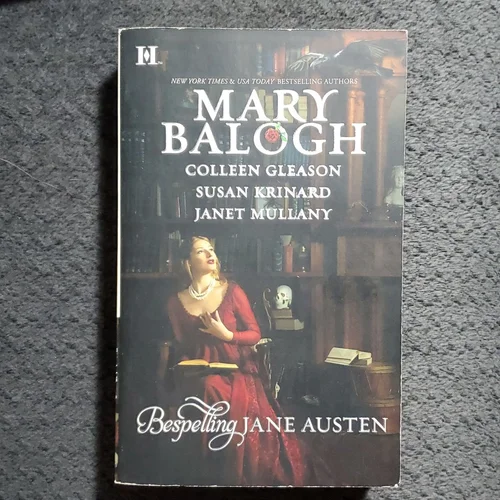 H
NEW YORK TIMES & USA TODAY BESTSELLING AUTHORS
MARY
BALOGH
COLLEEN GLEASON
SUSAN KRINARD
JANET MULLANY
Bespelling JANE AUSTEN